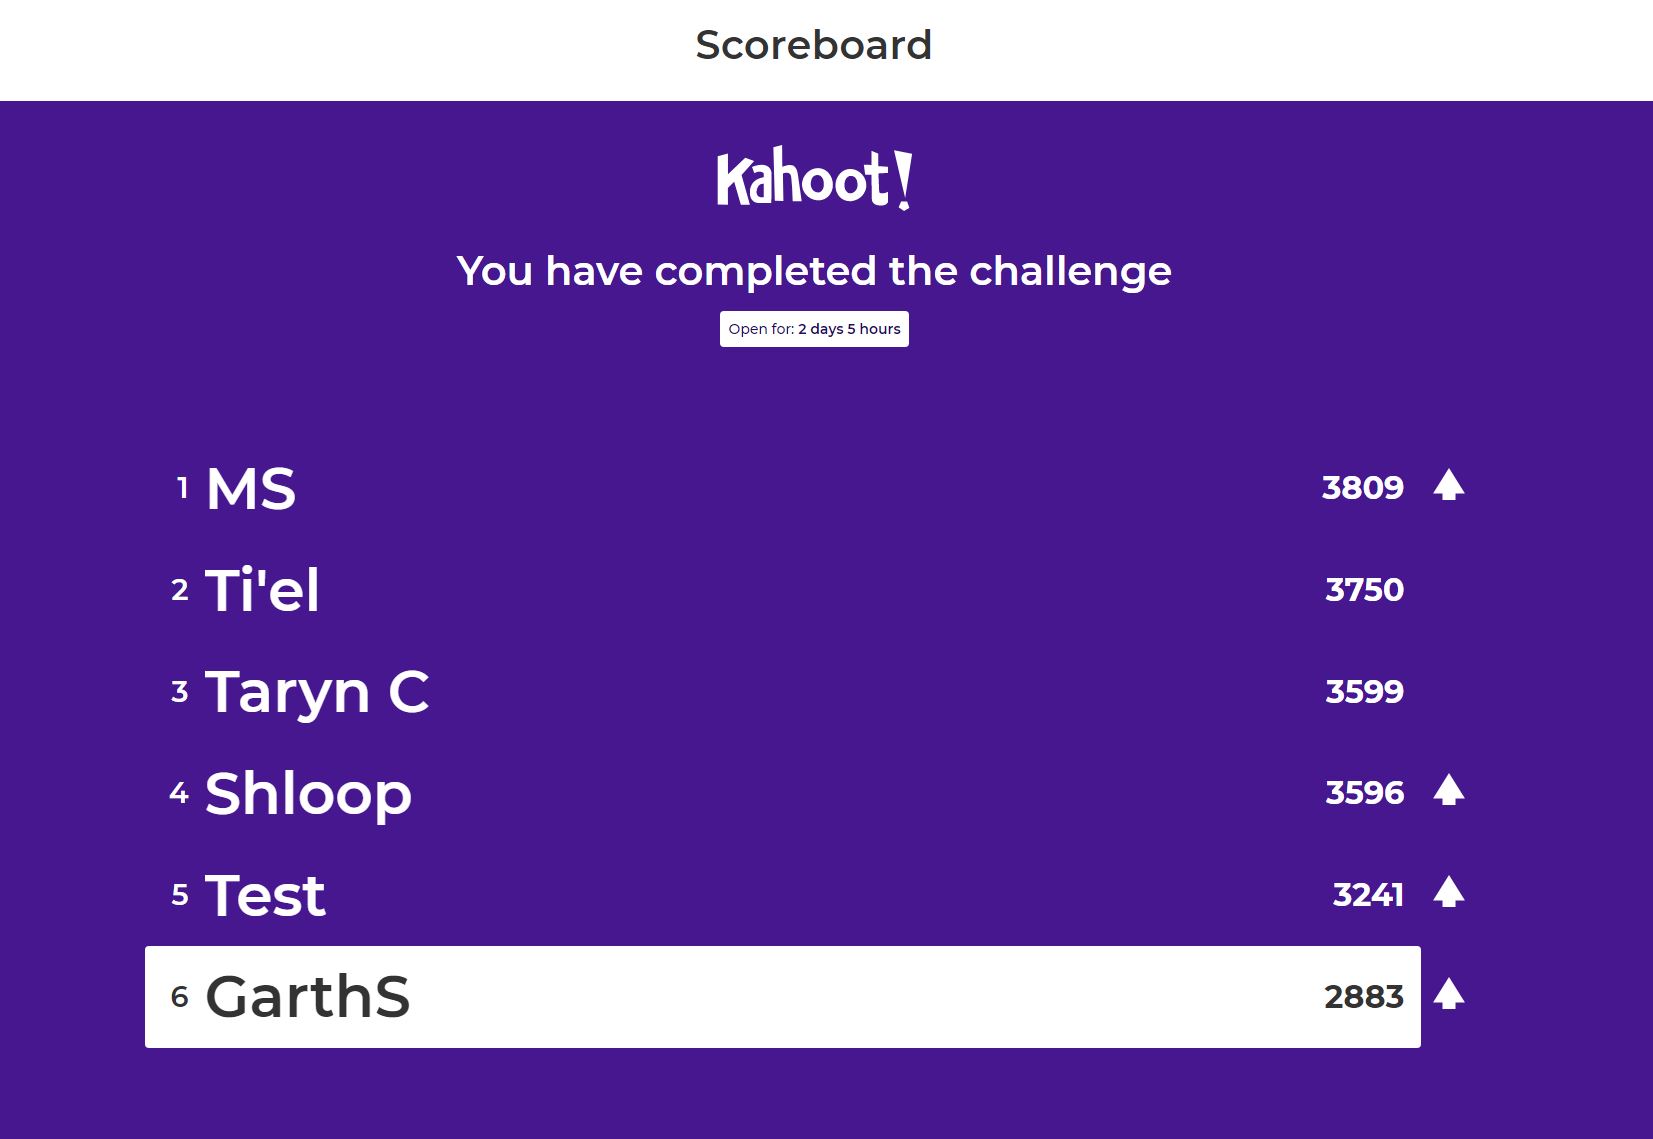 Scoreboard
Kahoot!
You have completed the challenge
Open for: 2 days 5 hours
1 MS 3809
2 Ti'el 3750
3 Taryn C 3599
4 Shloop 3596
5 Test 3241
6 GarthS 2883